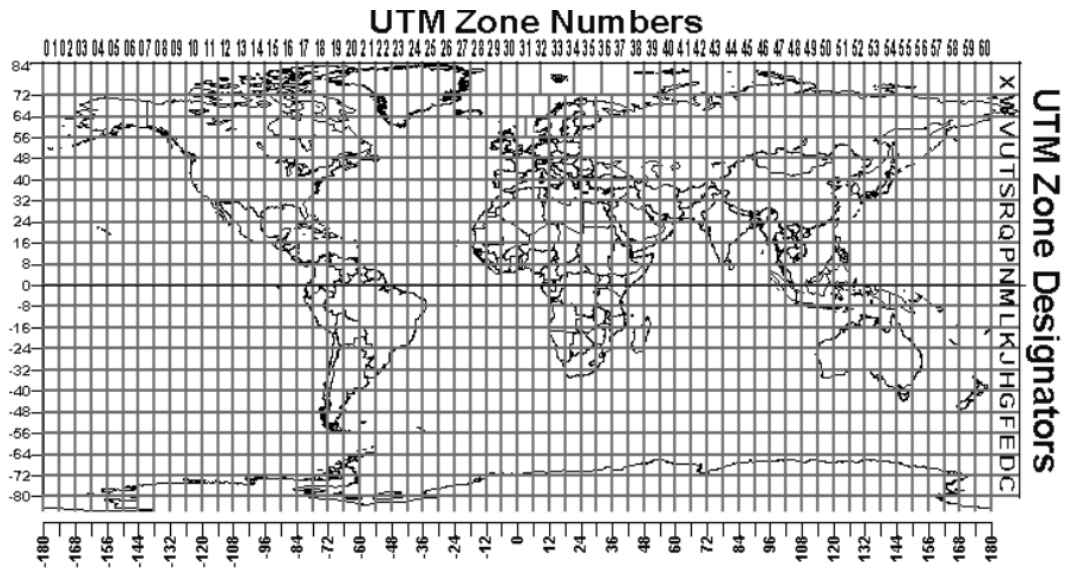 UTM Zone Numbers
01 02 03 04 05 06 07 08 09 10 11 12 13 14 15 16 17 18 19 20 21 22 23 24 25 26 27 28 29 30 31 32 33 34 35 36 37 38 39 40 41 42 43 44 45 46 47 48 49 50 51 52 53 54 55 56 57 58 59 60
84
72
64
56
48
40
32
24
16
8
0
-8
-16
-24
-32
-40
-48
-56
-64
-72
-80
X
W
V
U
T
S
R
Q
P
N
M
L
K
J
H
G
F
E
D
C
UTM Zone Designators
-180 -156 -144 -132 -120 -108 -96 -84 -72 -60 -48 -36 -24 -12 0 12 24 36 48 60 72 84 96 108 120 132 144 156 168 180